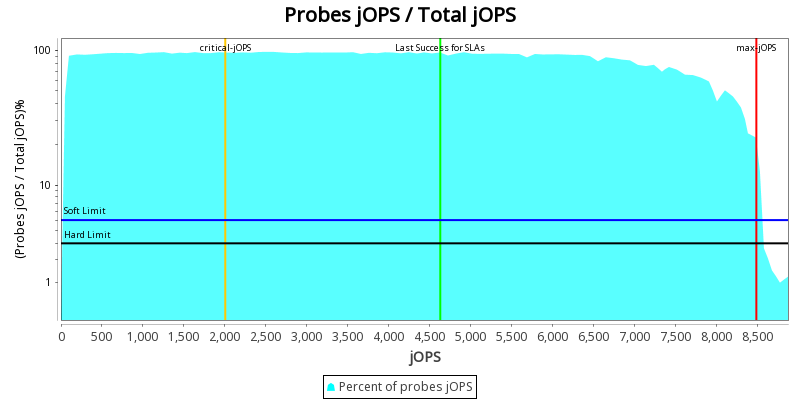 Probes jOPS / Total jOPS
critical-jOPS
Last Success for SLAs
max-jOPS
100
10
1
(Probes jOPS / Total jOPS)%
Soft Limit
Hard Limit
0 500 1,000 1,500 2,000 2,500 3,000 3,500 4,000 4,500 5,000 5,500 6,000 6,500 7,000 7,500 8,000 8,500
jOPS
Percent of probes jOPS